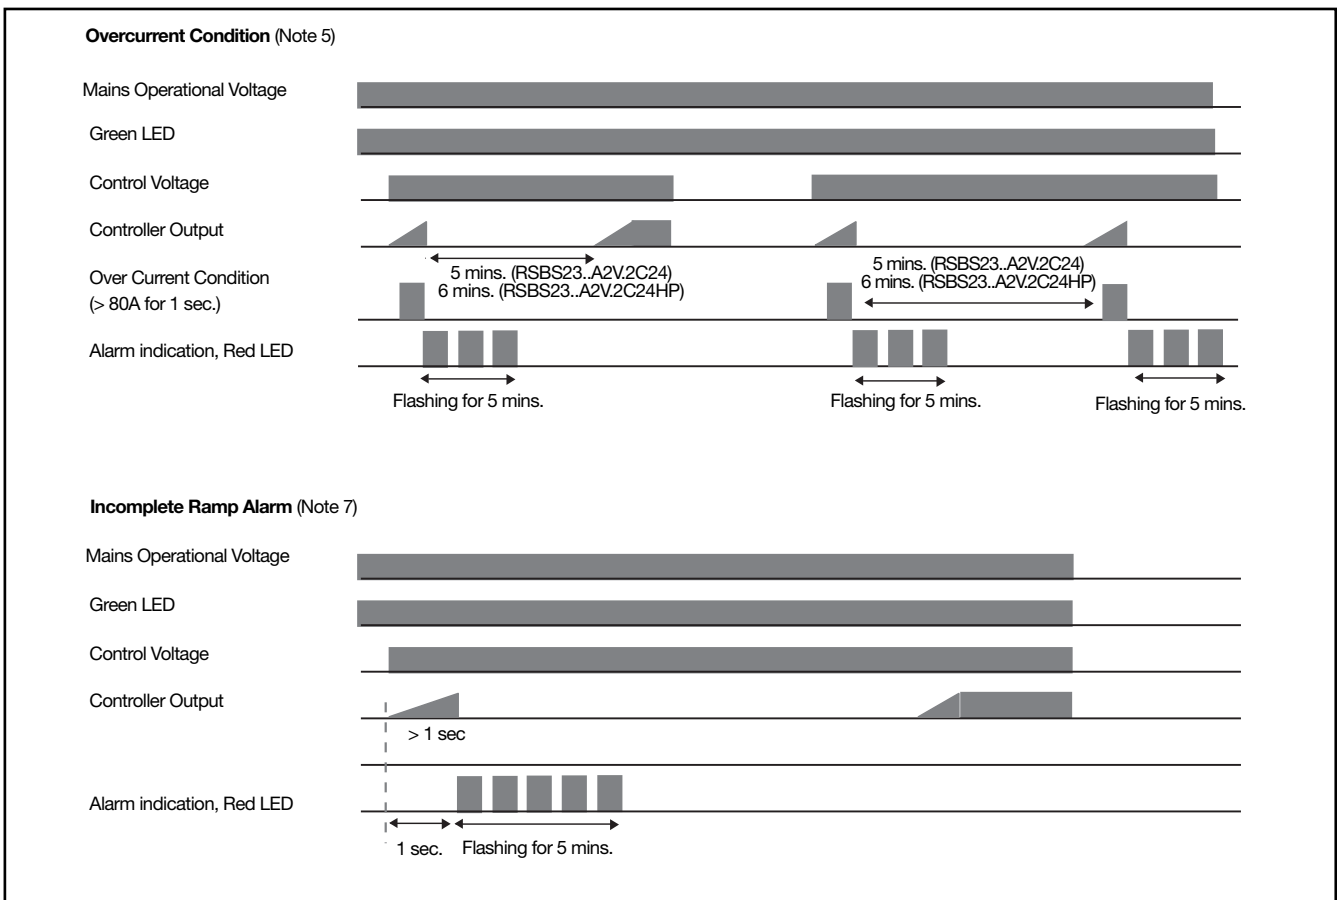 Overcurrent Condition (Note 5)
Mains Operational Voltage
Green LED
Control Voltage
Controller Output
5 mins. (RSBS23..A2V.2C24)
6 mins. (RSBS23..A2V.2C24HP)
5 mins. (RSBS23..A2V.2C24)
6 mins. (RSBS23..A2V.2C24HP)
Over Current Condition
(> 80A for 1 sec.)
Alarm indication, Red LED
Flashing for 5 mins.
Flashing for 5 mins.
Flashing for 5 mins.
Incomplete Ramp Alarm (Note 7)
Mains Operational Voltage
Green LED
Control Voltage
Controller Output
> 1 sec
Alarm indication, Red LED
1 sec.
Flashing for 5 mins.